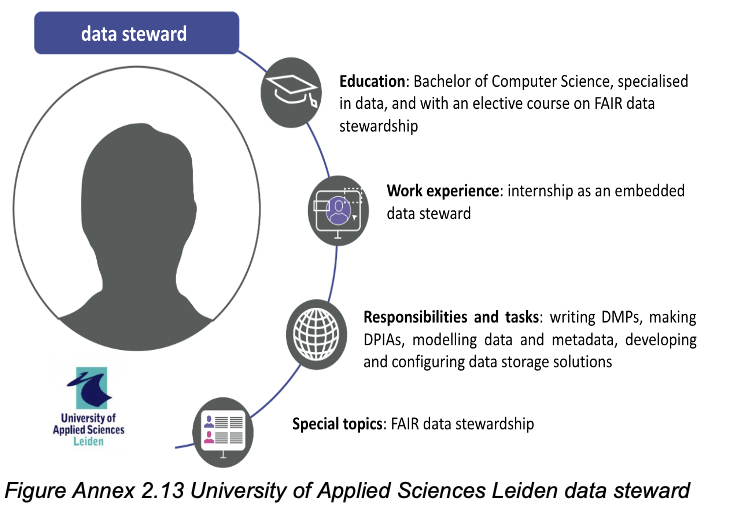 data steward
Education: Bachelor of Computer Science, specialised
in data, and with an elective course on FAIR data
stewardship
Work experience: internship as an embedded
data steward
Responsibilities and tasks: writing DMPs, making
DPIAs, modelling data and metadata, developing
and configuring data storage solutions
Special topics: FAIR data stewardship
University of
Applied Sciences
Leiden
Figure Annex 2.13 University of Applied Sciences Leiden data steward